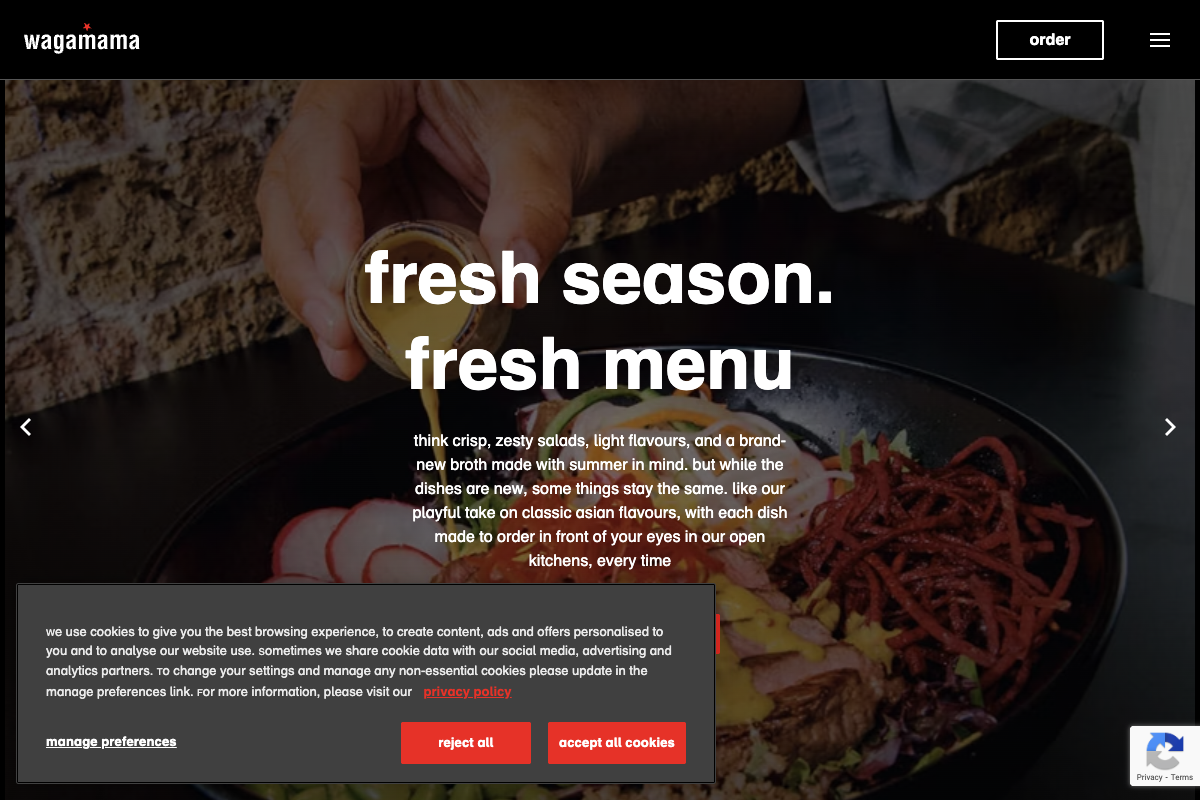 wagamama
order
fresh season.
fresh menu
think crisp, zesty salads, light flavours, and a brand-
new broth made with summer in mind. but while the
dishes are new, some things stay the same. like our
playful take on classic asian flavours, with each dish
made to order in front of your eyes in our open
kitchens, every time
we use cookies to give you the best browsing experience, to create content, ads and offers personalised to
you and to analyse our website use. sometimes we share cookie data with our social media, advertising and
analytics partners. To change your settings and manage any non-essential cookies please update in the
manage preferences link. For more information, please visit our privacy policy
manage preferences
reject all
accept all cookies
Privacy - Terms